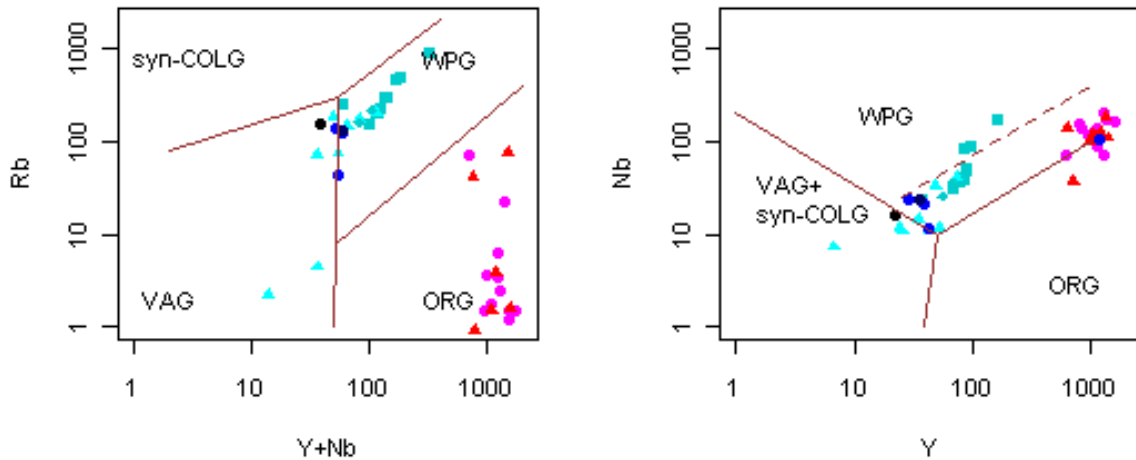 1000
100
10
1
Rb
syn-COLG
WPG
VAG
ORG
1 10 100 1000
Y+Nb
1000
100
10
1
Nb
WPG
VAG+
syn-COLG
ORG
1 10 100 1000
Y